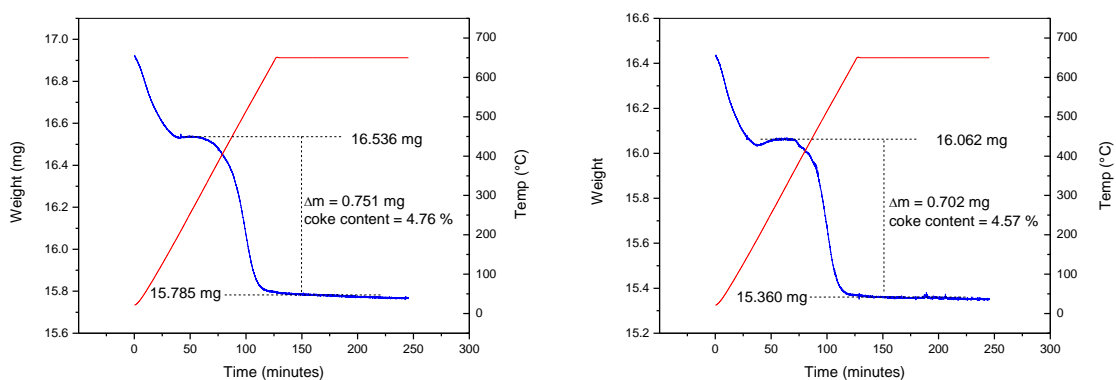 17.0
16.8
16.6
16.4
16.2
16.0
15.8
15.6
Weight (mg)
700
600
500
400
300
200
100
0
Temp (°C)
16.536 mg
Δm = 0.751 mg
coke content = 4.76 %
15.785 mg
-50 0 50 100 150 200 250 300
Time (minutes)
16.6
16.4
16.2
16.0
15.8
15.6
15.4
15.2
Weight
700
600
500
400
300
200
100
0
Temp (°C)
16.062 mg
Δm = 0.702 mg
coke content = 4.57 %
15.360 mg
-50 0 50 100 150 200 250 300
Time (minutes)